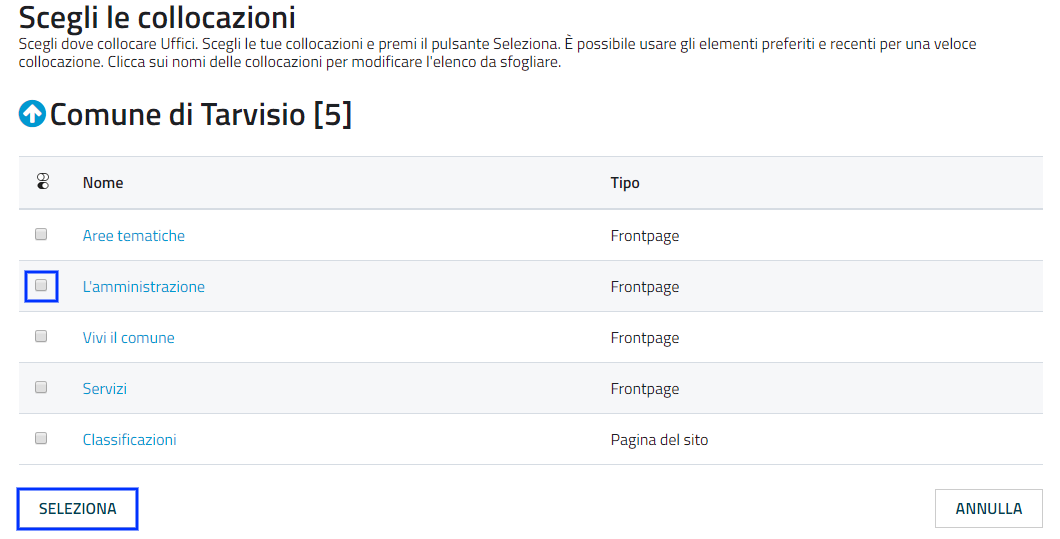 Scegli le collocazioni
Scegli dove collocare Uffici. Scegli le tue collocazioni e premi il pulsante Seleziona. È possibile usare gli elementi preferiti e recenti per una veloce
collocazione. Clicca sui nomi delle collocazioni per modificare l'elenco da sfogliare.
Comune di Tarvisio [5]
Nome Tipo
Aree tematiche Frontpage
L'amministrazione Frontpage
Vivi il comune Frontpage
Servizi Frontpage
Classificazioni Pagina del sito
SELEZIONA ANNULLA